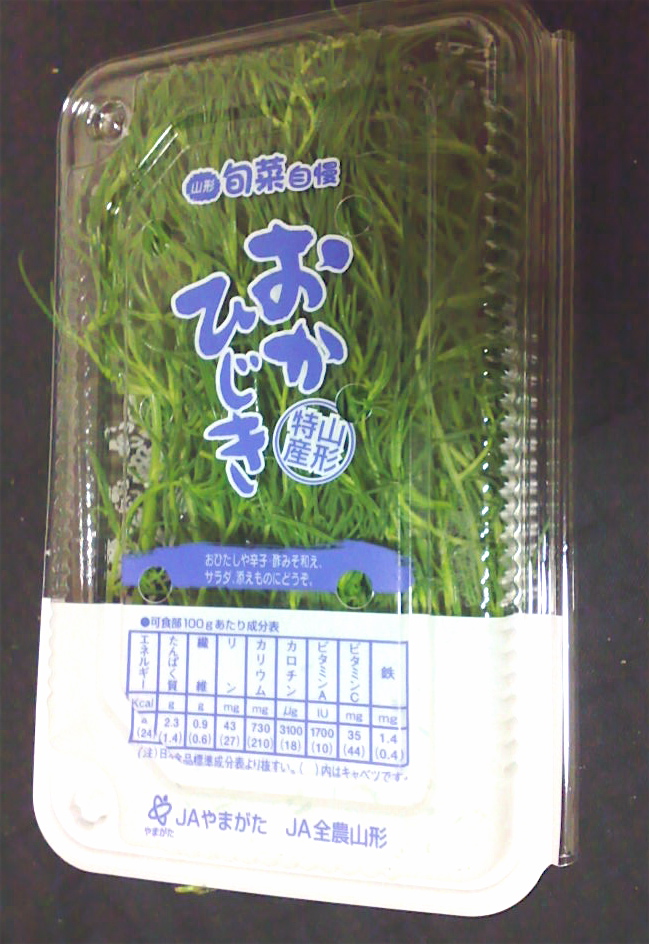 山形 旬菜自慢
おか
ひじき
山形
特産
おひたしや辛子・酢みそ和え、
サラダ、添えものにどうぞ。
●可食部100gあたり成分表
エネルギー たんぱく質 繊維 リン カリウム カロチン ビタミンA ビタミンC 鉄
Kcal g g mg mg μg IU mg mg
2.3 0.9 43 730 3100 1700 35 1.4
(24) (1.4) (0.6) (27) (210) (18) (10) (44) (0.4)
(注)日本食品標準成分表より抜すい。( )内はキャベツです。
やまがた
JAやまがた JA全農山形